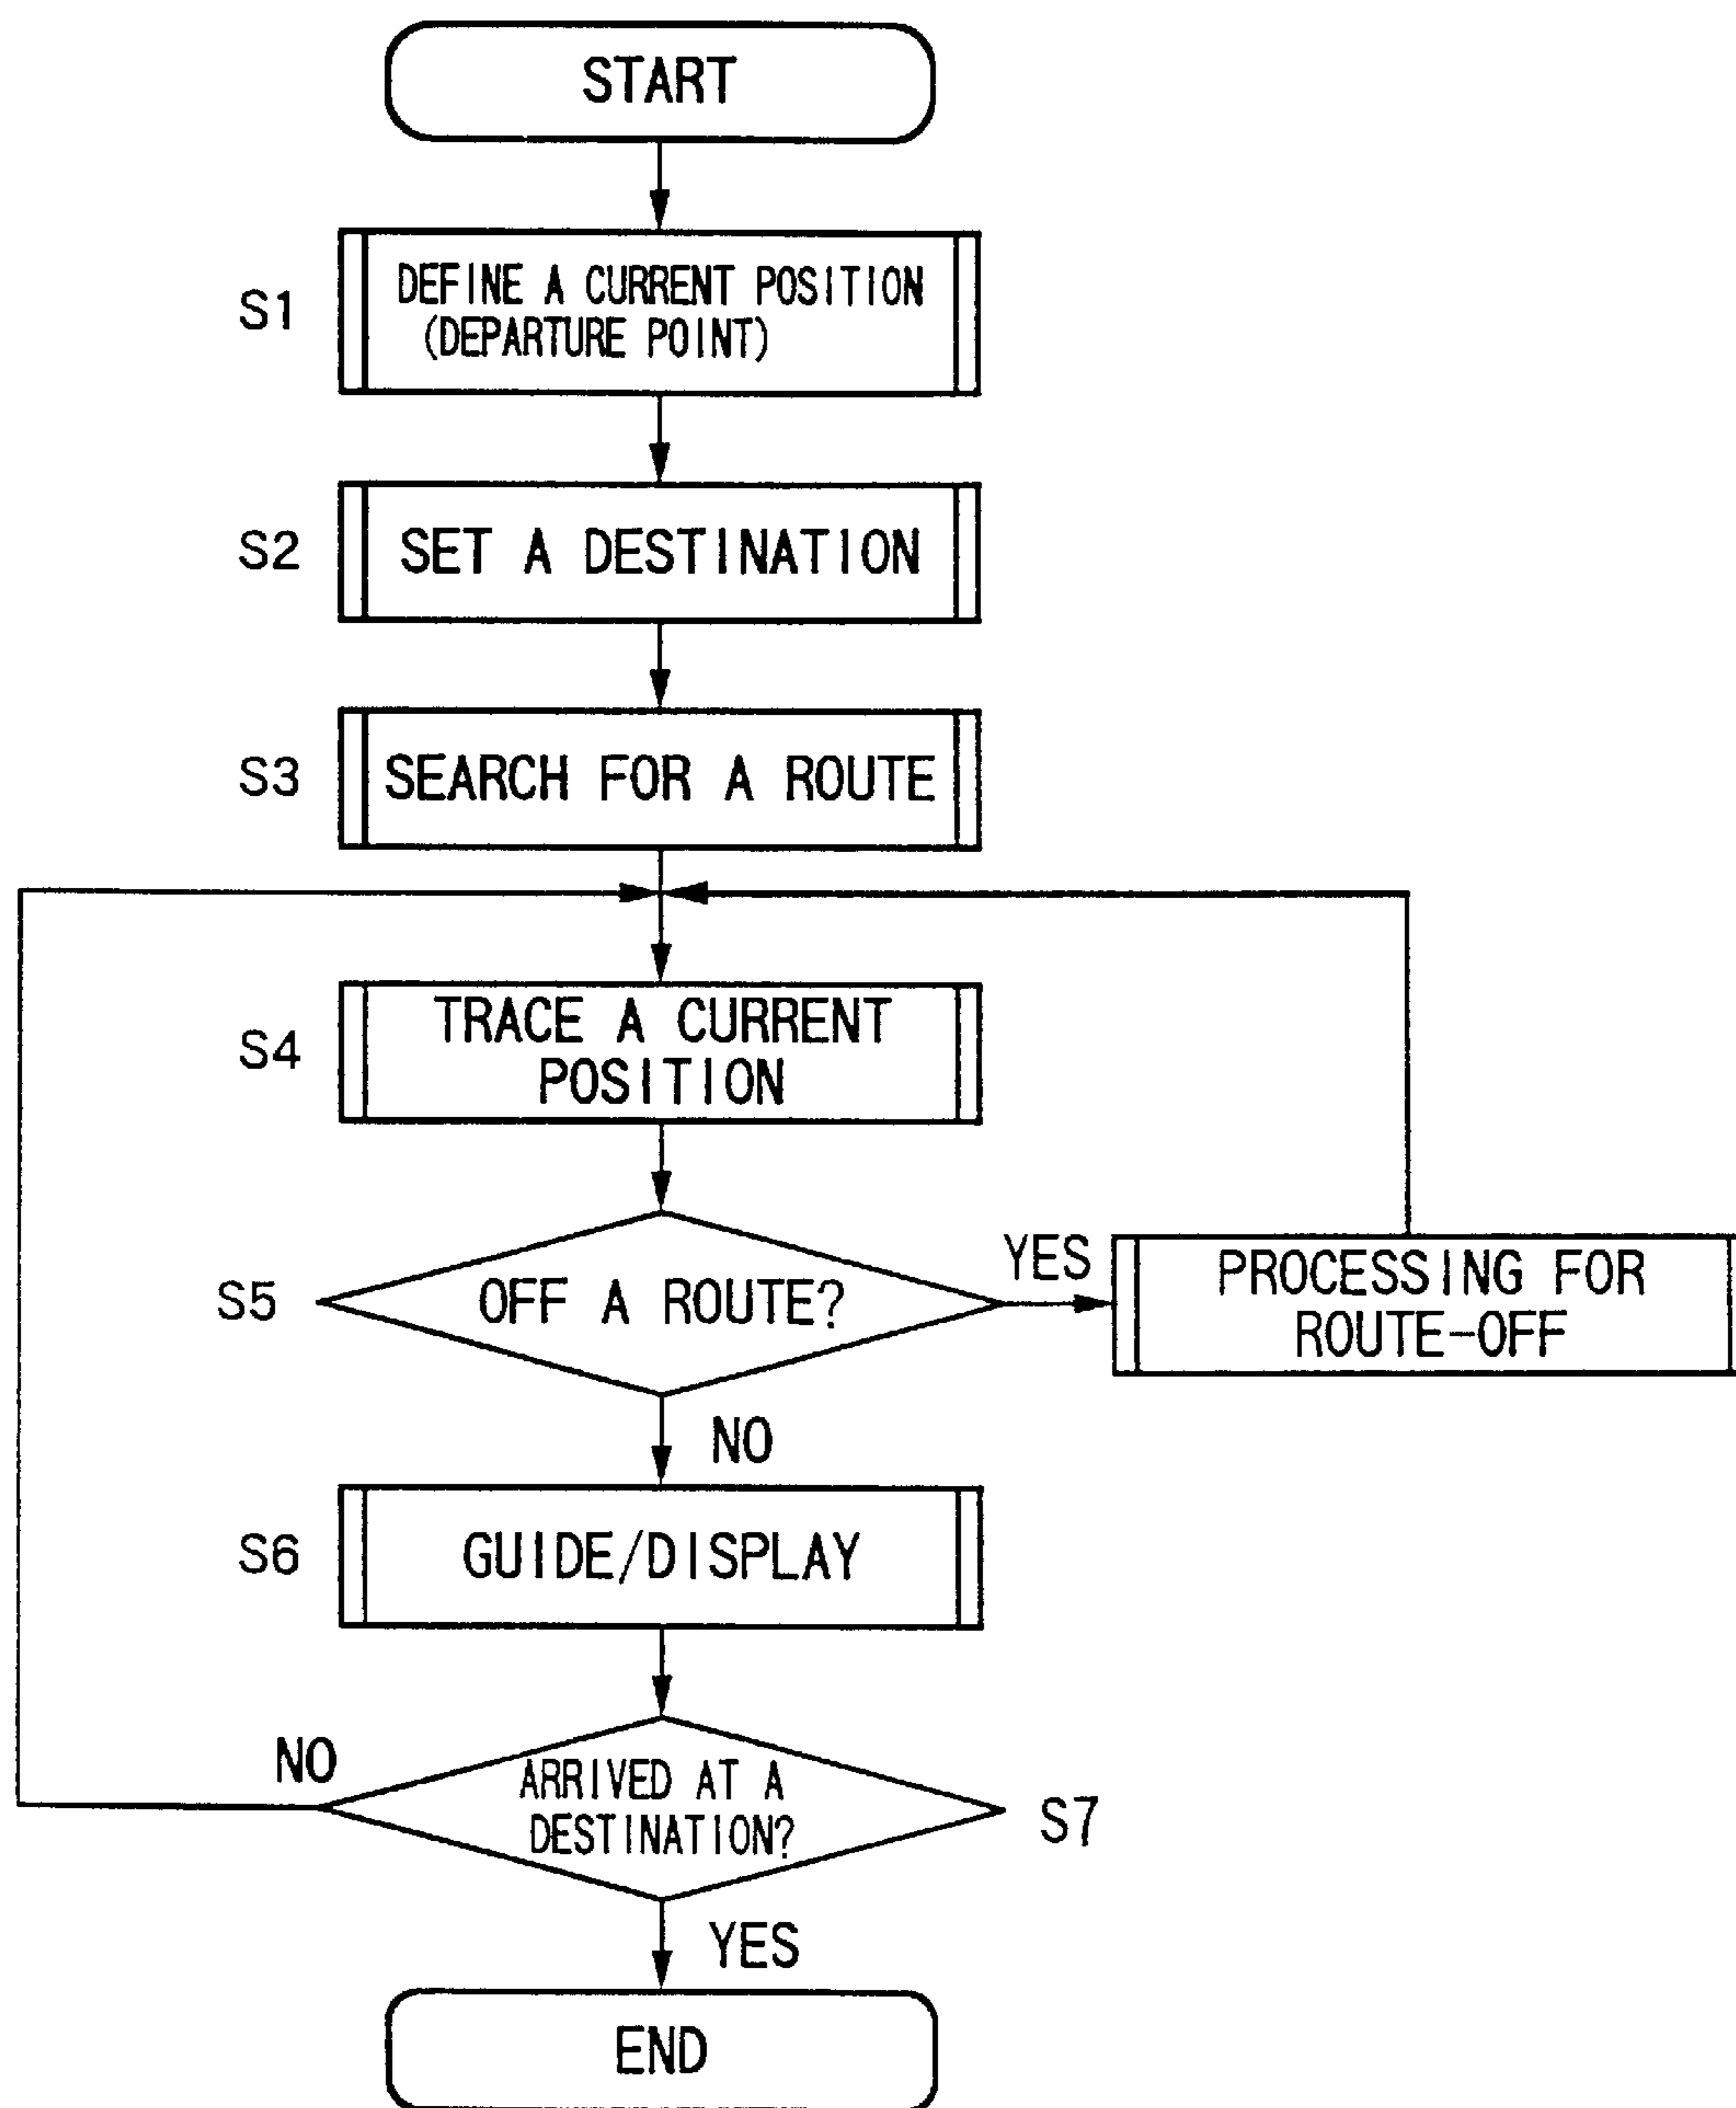 START
S1
DEFINE A CURRENT POSITION
(DEPARTURE POINT)
S2
SET A DESTINATION
S3
SEARCH FOR A ROUTE
S4
TRACE A CURRENT
POSITION
S5
OFF A ROUTE?
YES
PROCESSING FOR
ROUTE-OFF
NO
S6
GUIDE/DISPLAY
NO
ARRIVED AT A
DESTINATION?
S7
YES
END